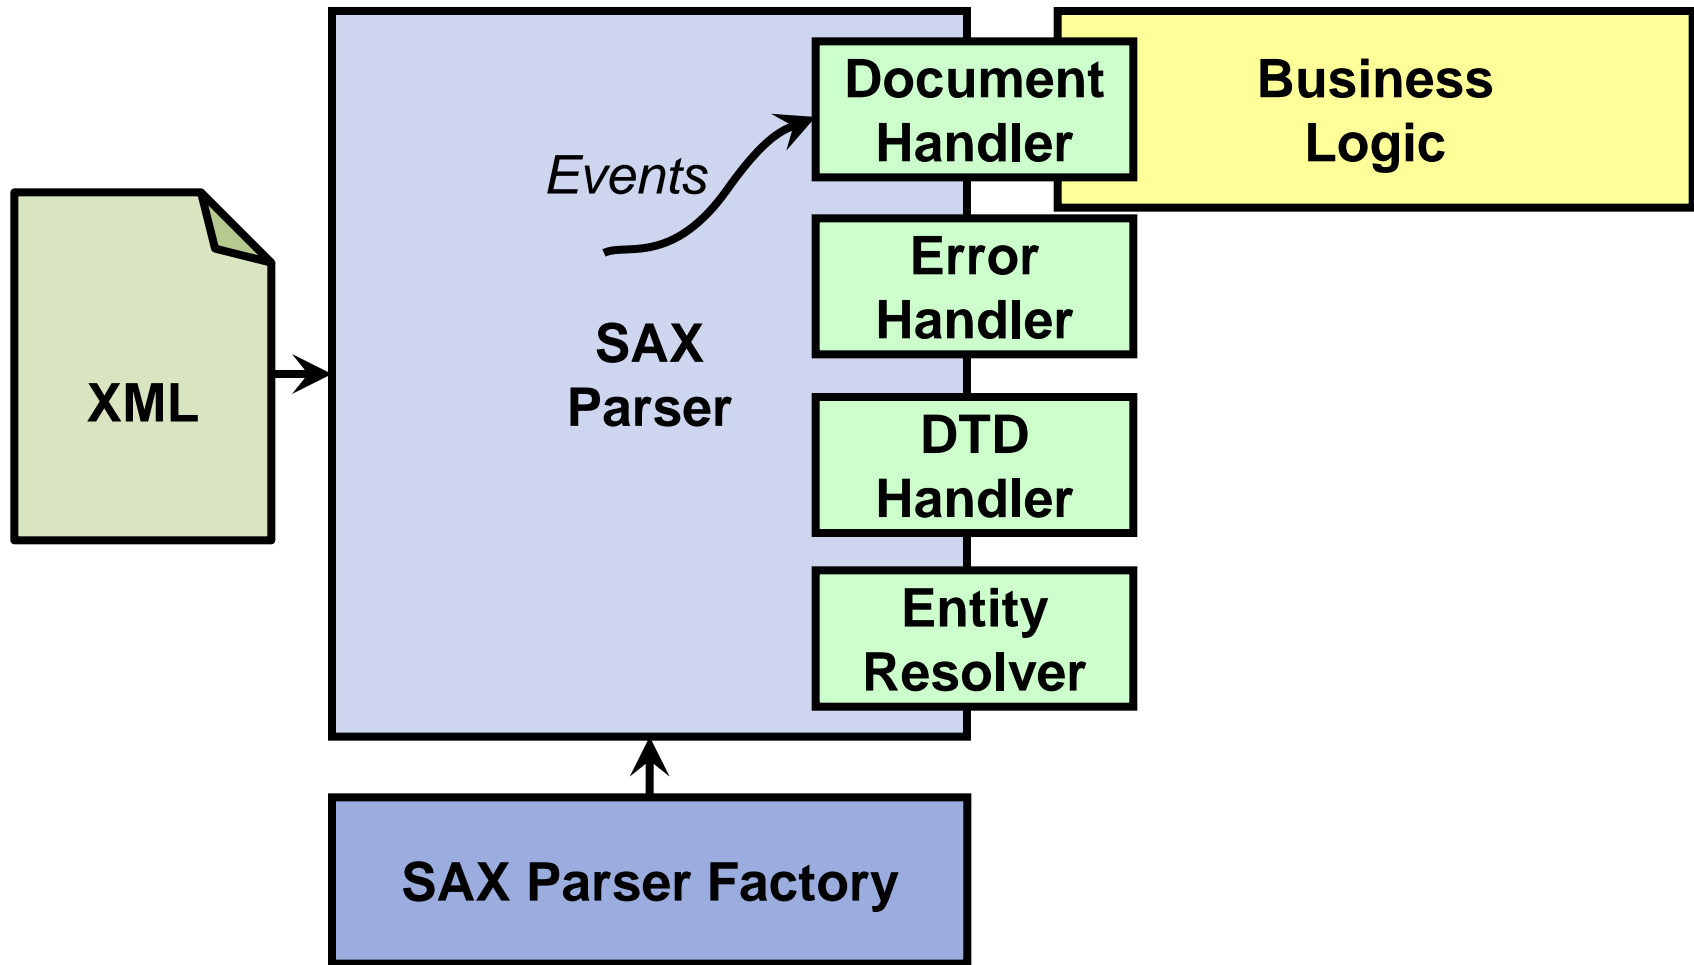 XML
Events
SAX
Parser
Document
Handler
Error
Handler
DTD
Handler
Entity
Resolver
Business
Logic
SAX Parser Factory